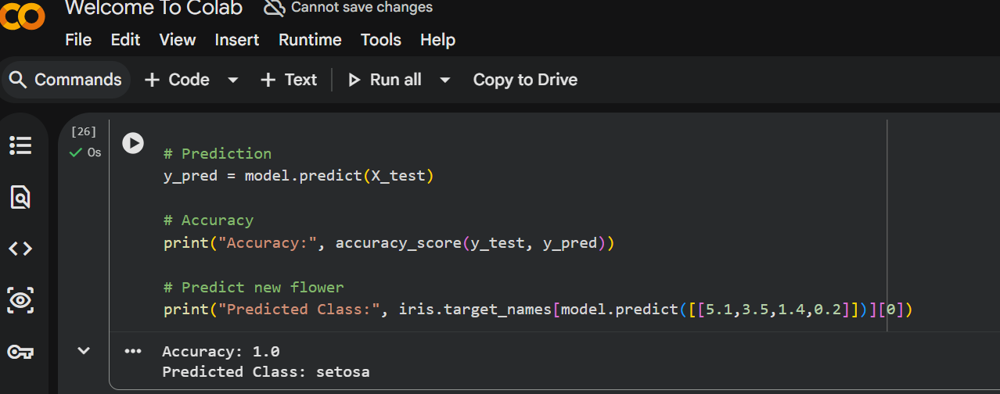 Welcome To Colab Cannot save changes
File Edit View Insert Runtime Tools Help
Commands + Code + Text Run all Copy to Drive
[26]
0s
# Prediction
y_pred = model.predict(X_test)
# Accuracy
print("Accuracy:", accuracy_score(y_test, y_pred))
# Predict new flower
print("Predicted Class:", iris.target_names[model.predict([[5.1,3.5,1.4,0.2]])][0])
Accuracy: 1.0
Predicted Class: setosa